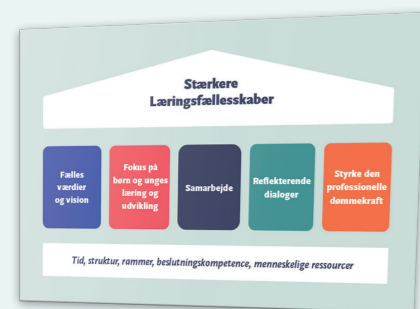 Stærkere
Læringsfællesskaber
Fælles
værdier
og vision
Fokus på
børn og unges
læring og
udvikling
Samarbejde
Reflekterende
dialoger
Styrke den
professionelle
dømmekraft
Tid, struktur, rammer, beslutningskompetence, menneskelige ressourcer